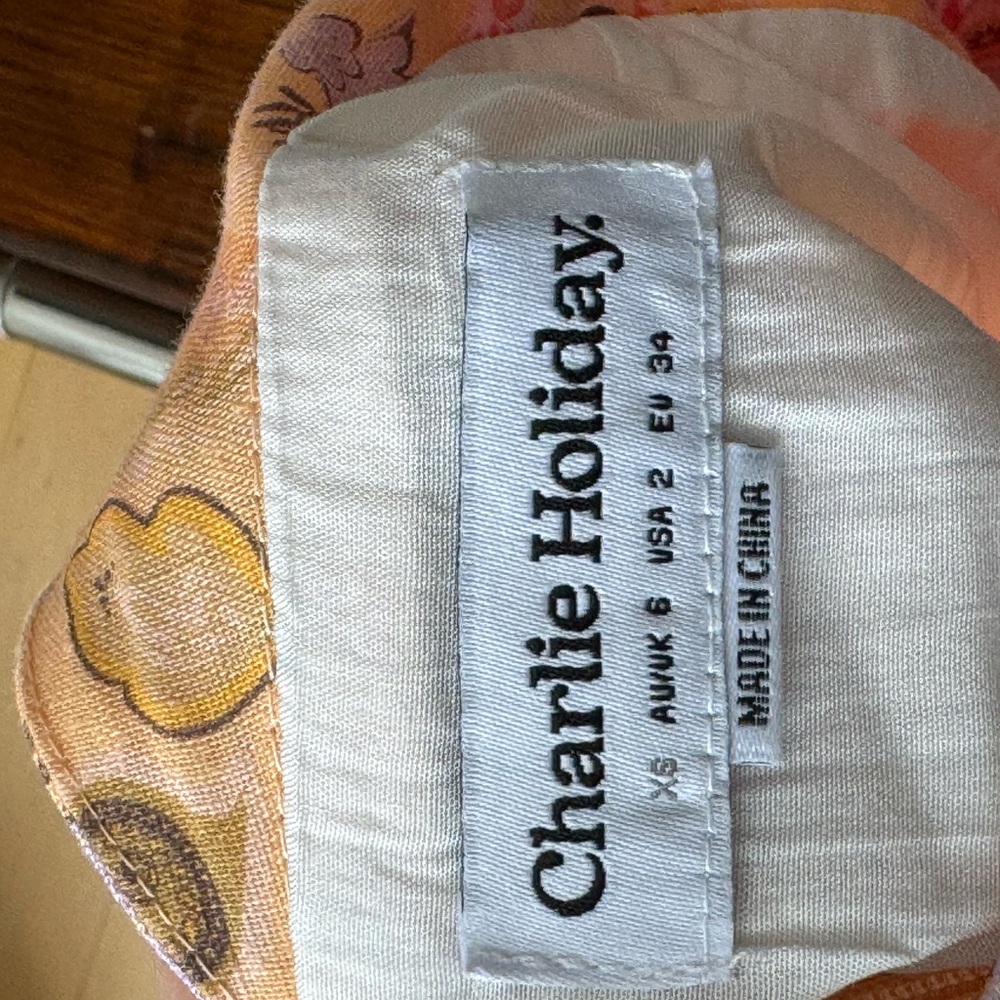 Charlie Holiday.
XS AU/UK 6 USA 2 EU 34
MADE IN CHINA